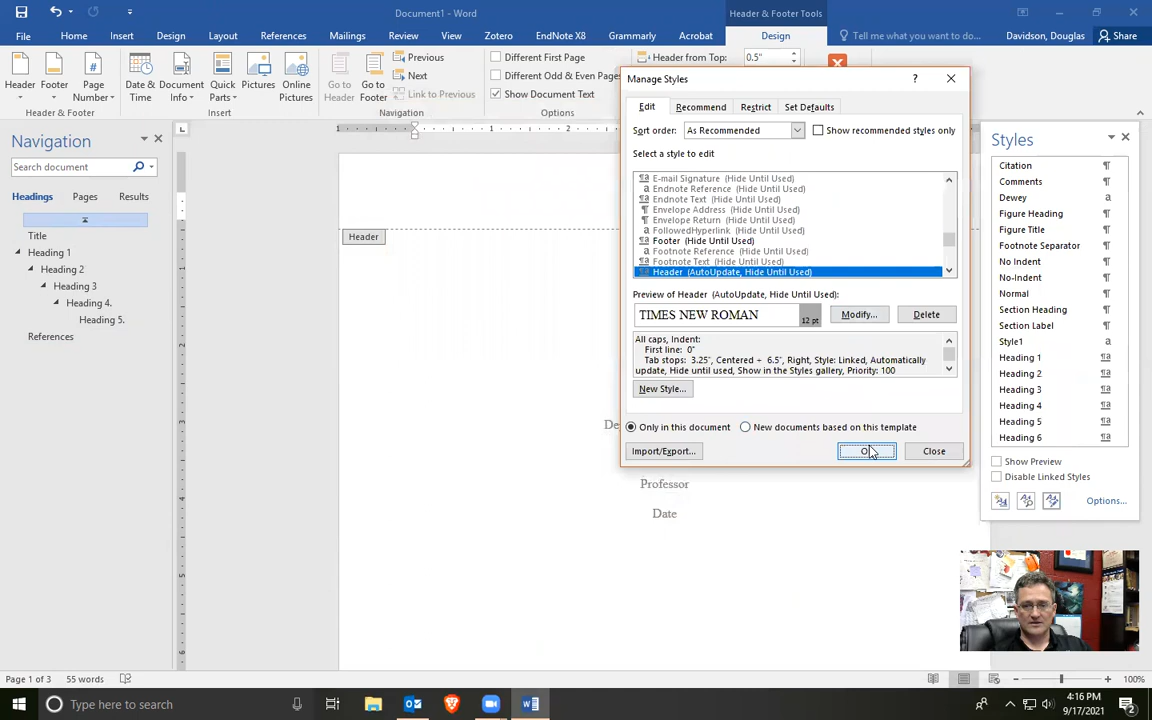 Document1 - Word
Header & Footer Tools
File Home Insert Design Layout References Mailings Review View Zotero EndNote X8 Grammarly Acrobat Design Tell me what you want to do... Davidson, Douglas Share
Header Footer Page Number Date & Time Document Info Quick Parts Pictures Online Pictures Go to Header Go to Footer
Previous
Next
Link to Previous
Different First Page
Different Odd & Even Pages
Show Document Text
Header from Top: 0.5"
Header & Footer Insert Navigation Options
Navigation
Search document
Headings Pages Results
Title
Heading 1
Heading 2
Heading 3
Heading 4.
Heading 5.
References
Header
Professor
Date
Manage Styles
Edit Recommend Restrict Set Defaults
Sort order: As Recommended Show recommended styles only
Select a style to edit
E-mail Signature (Hide Until Used)
Endnote Reference (Hide Until Used)
Endnote Text (Hide Until Used)
Envelope Address (Hide Until Used)
Envelope Return (Hide Until Used)
FollowedHyperlink (Hide Until Used)
Footer (Hide Until Used)
Footnote Reference (Hide Until Used)
Footnote Text (Hide Until Used)
Header (AutoUpdate, Hide Until Used)
Preview of Header (AutoUpdate, Hide Until Used):
TIMES NEW ROMAN 12 pt Modify... Delete
All caps, Indent:
First line: 0"
Tab stops: 3.25", Centered + 6.5", Right, Style: Linked, Automatically
update, Hide until used, Show in the Styles gallery, Priority: 100
New Style...
Only in this document New documents based on this template
Import/Export... Close
Styles
Citation
Comments
Dewey
Figure Heading
Figure Title
Figure Separator
No Indent
No-Indent
Normal
Section Heading
Section Label
Style1
Heading 1
Heading 2
Heading 3
Heading 4
Heading 5
Heading 6
Show Preview
Disable Linked Styles
Options...
Page 1 of 3 55 words 100%
Type here to search
4:16 PM
9/17/2021
2